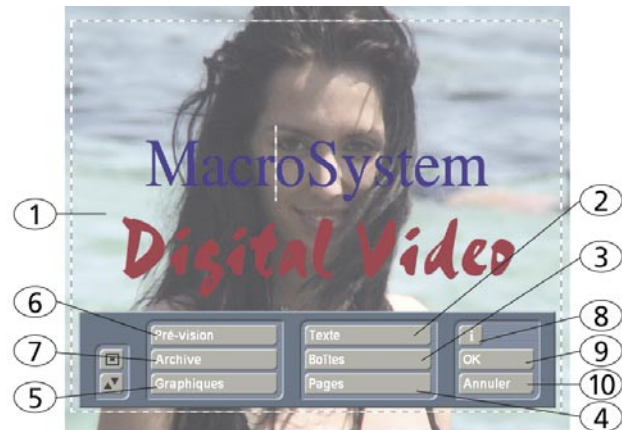 MacroSystem
Digital Video
1
2
3
6
Pré-vision
Texte
i
8
7
Archive
Boîtes
OK
9
5
Graphiques
Pages
Annuler
10
4